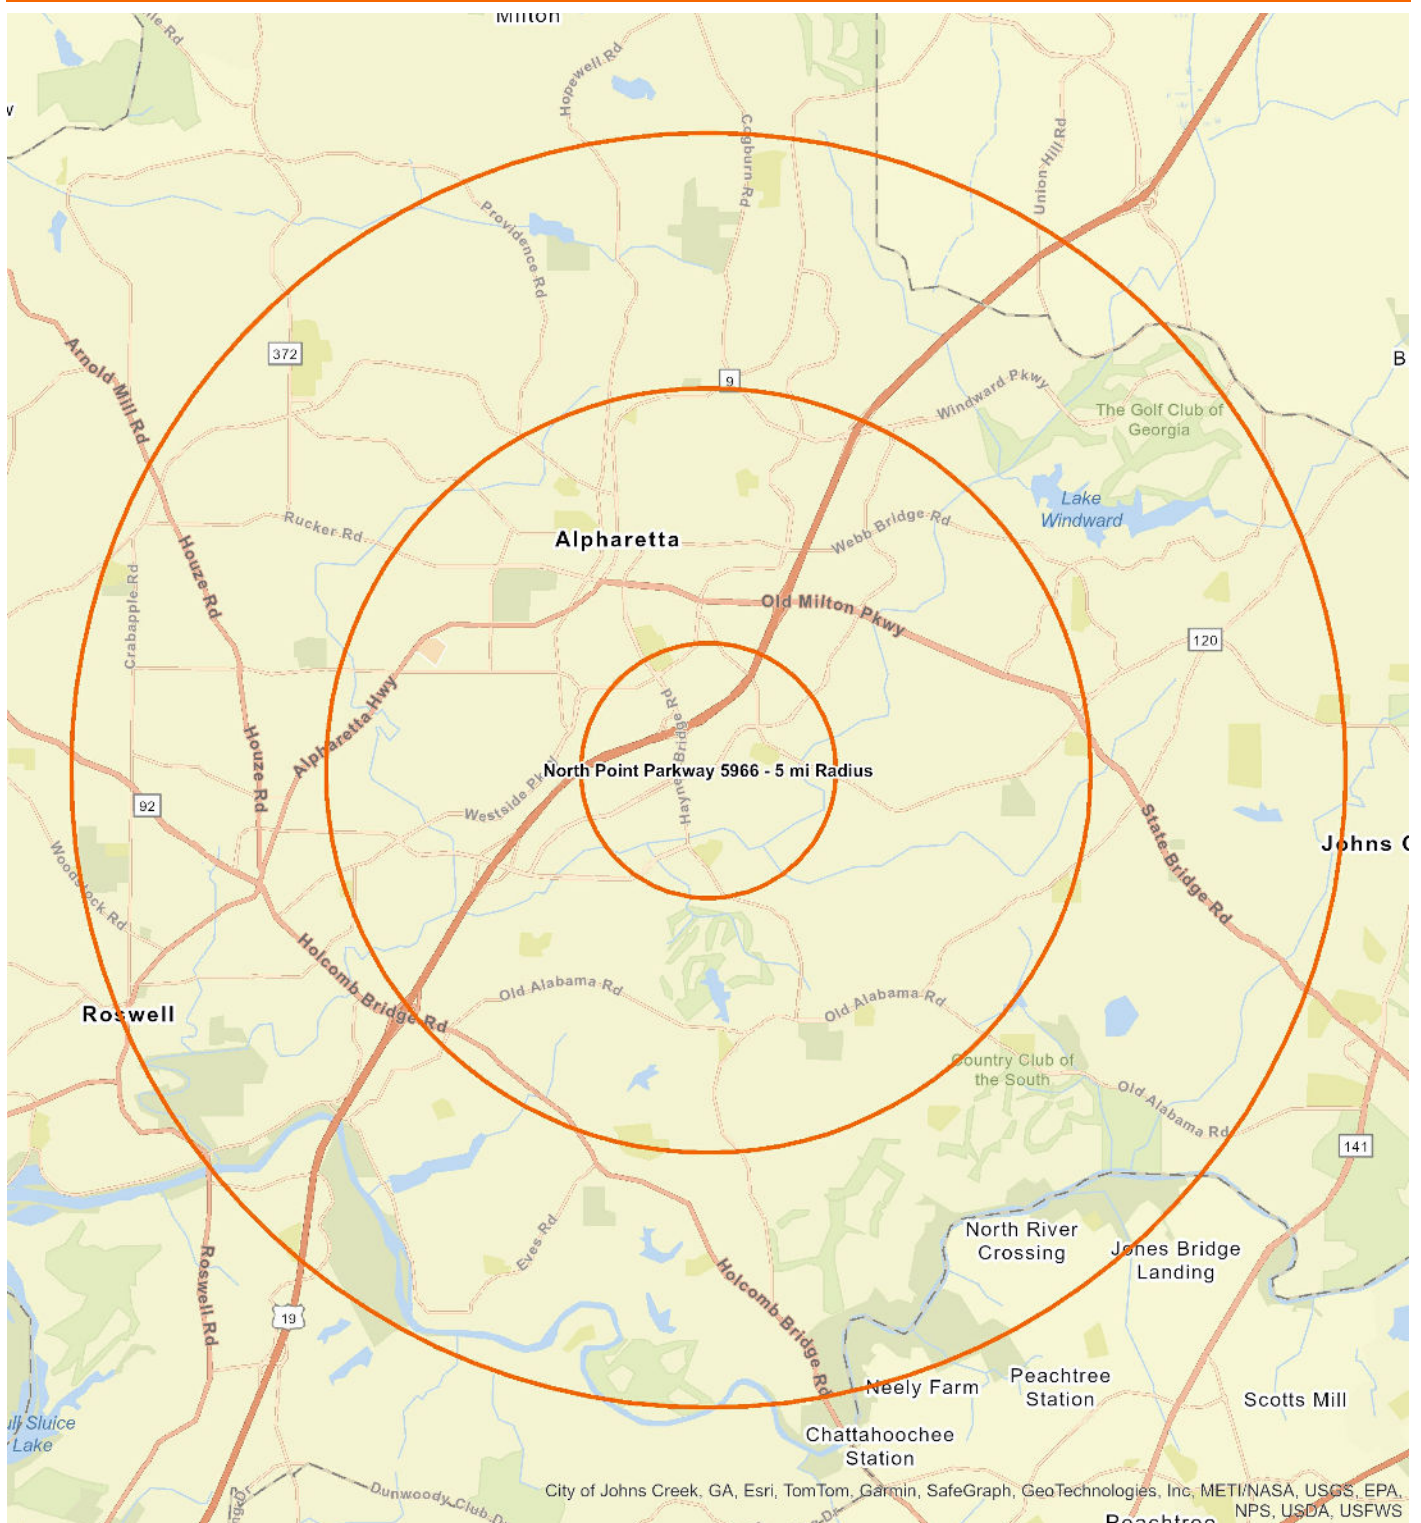 Milton
Hopewell Rd
Cogburn Rd
Union Hill Rd
Providence Rd
372
9
Arnold Mill Rd
Windward Pkwy
The Golf Club of
Georgia
Lake
Windward
Rucker Rd
Alpharetta
Webb Bridge Rd
Houze Rd
Crabapple Rd
Old Milton Pkwy
120
Alpharetta Hwy
Haynes Bridge Rd
Houze Rd
North Point Parkway 5966 - 5 mi Radius
Westside Pkwy
92
State Bridge Rd
Johns C
Woodstock Rd
Holcomb Bridge Rd
Old Alabama Rd
Old Alabama Rd
Roswell
Country Club of
the South
Old Alabama Rd
141
North River
Crossing
Jones Bridge
Landing
Eves Rd
Roswell Rd
19
Holcomb Bridge Rd
Neely Farm
Peachtree
Station
Scotts Mill
Chattahoochee
Station
Sluice
Lake
Dunwoody Club D
City of Johns Creek, GA, Esri, TomTom, Garmin, SafeGraph, GeoTechnologies, Inc, METI/NASA, USGS, EPA,
NPS, USDA, USFWS
Peachtree